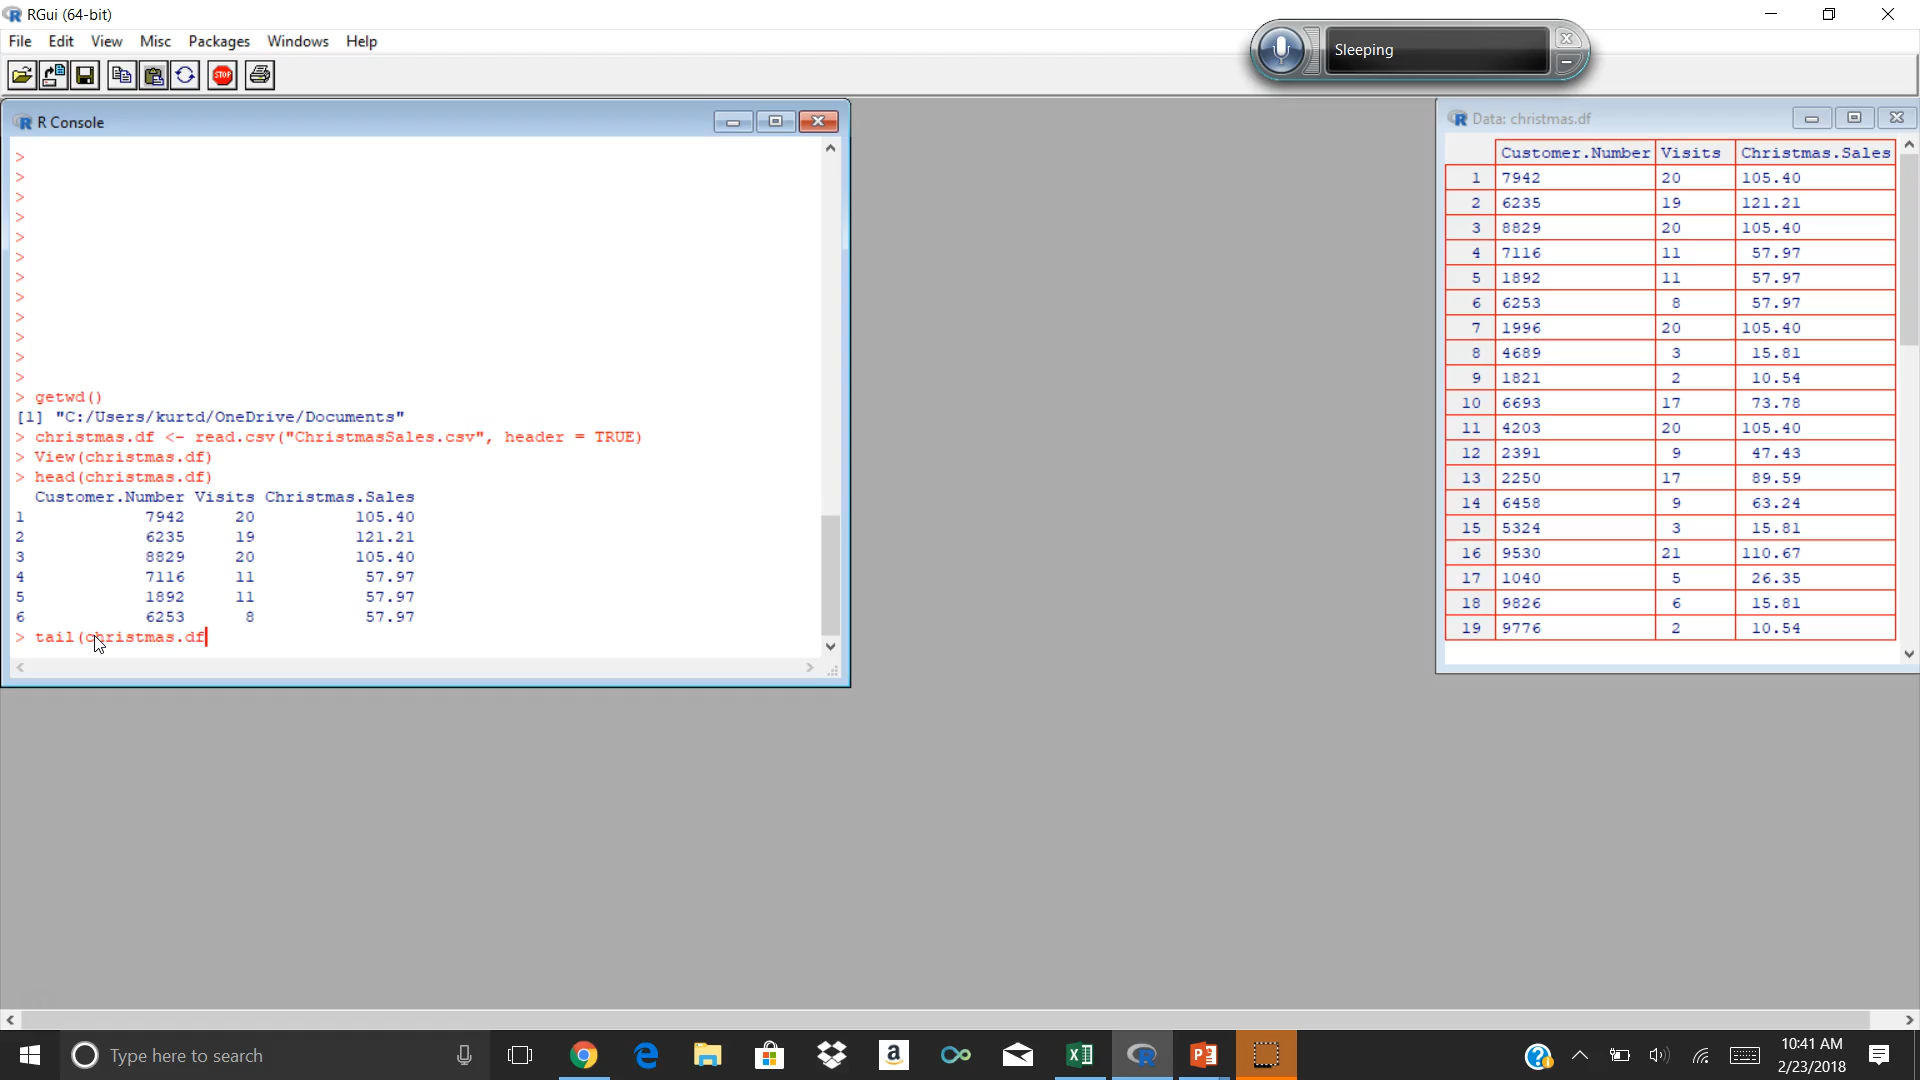 RGui (64-bit)
File Edit View Misc Packages Windows Help
STOP
Sleeping
R Console
>
>
>
>
>
>
>
>
>
>
>
>
> getwd()
[1] "C:/Users/kurtd/OneDrive/Documents"
> christmas.df <- read.csv("ChristmasSales.csv", header = TRUE)
> View(christmas.df)
> head(christmas.df)
Customer.Number Visits Christmas.Sales
1 7942 20 105.40
2 6235 19 121.21
3 8829 20 105.40
4 7116 11 57.97
5 1892 11 57.97
6 6253 8 57.97
> tail(christmas.df
Data: christmas.df
Customer.Number Visits Christmas.Sales
1 7942 20 105.40
2 6235 19 121.21
3 8829 20 105.40
4 7116 11 57.97
5 1892 11 57.97
6 6253 8 57.97
7 1996 20 105.40
8 4689 3 15.81
9 1821 2 10.54
10 6693 17 73.78
11 4203 20 105.40
12 2391 9 47.43
13 2250 17 89.59
14 6458 9 63.24
15 5324 3 15.81
16 9530 21 110.67
17 1040 5 26.35
18 9826 6 15.81
19 9776 2 10.54
Type here to search
10:41 AM
2/23/2018